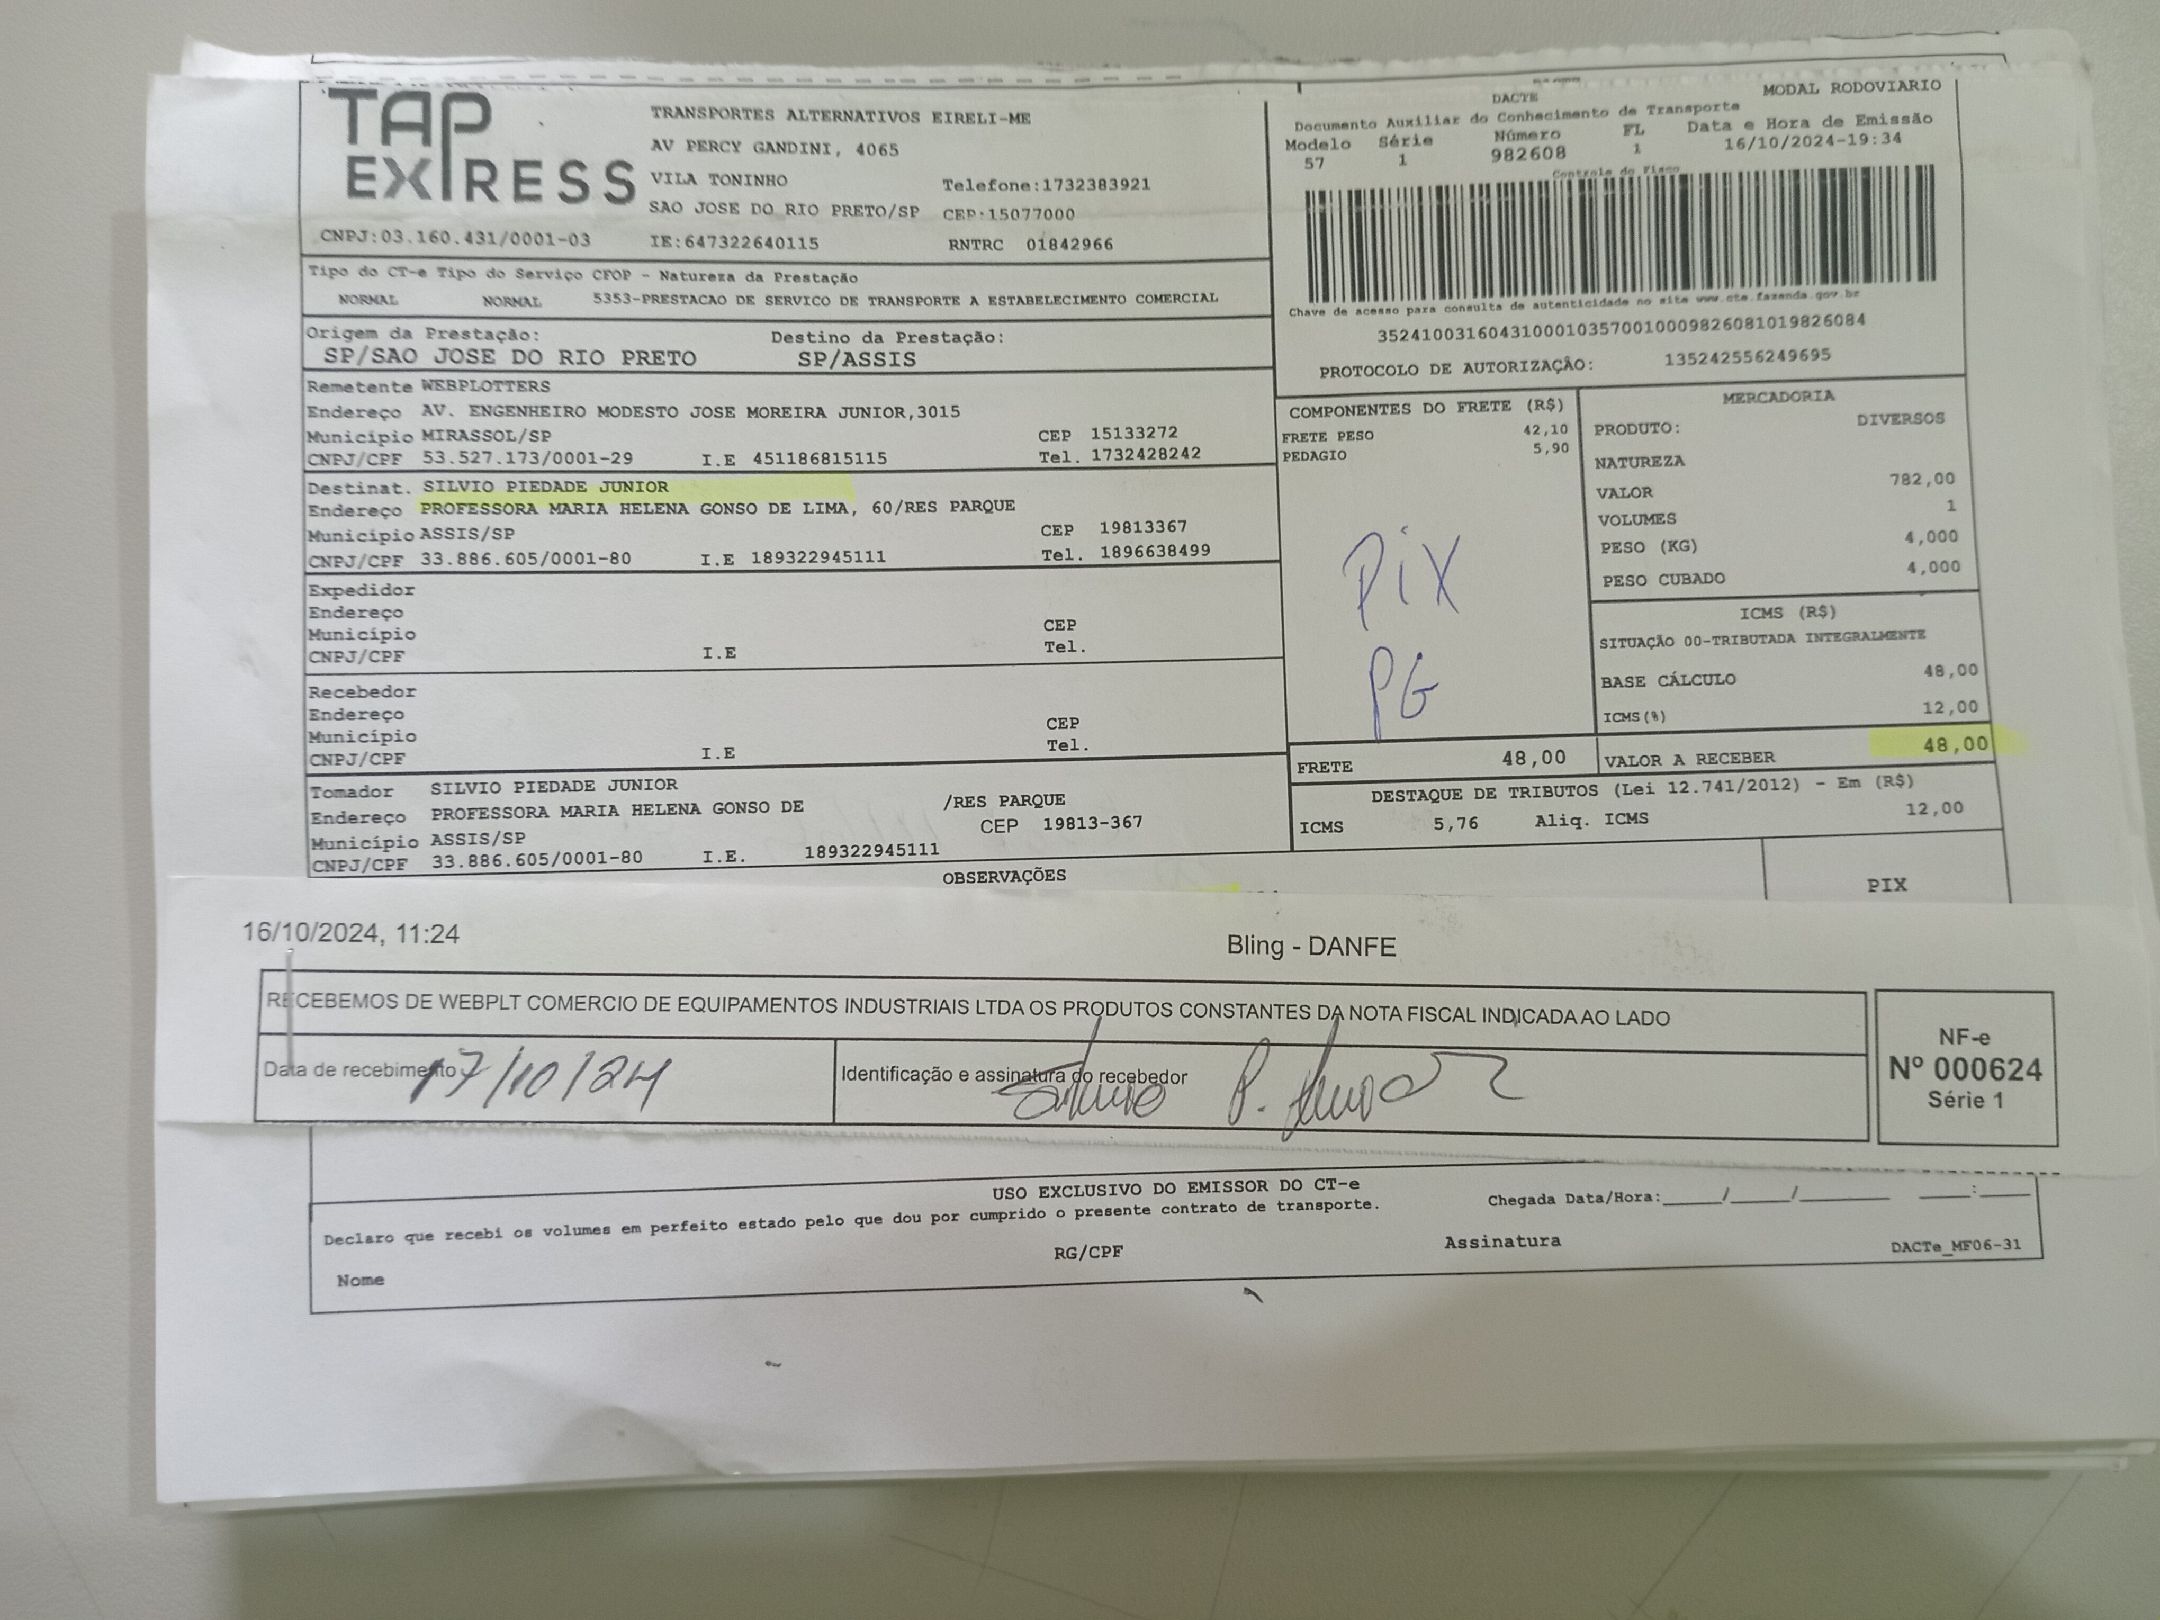 TAP EXPRESS
TRANSPORTES ALTERNATIVOS EIRELI-ME
AV PERCY GANDINI, 4065
VILA TONINHO Telefone:1732383921
SAO JOSE DO RIO PRETO/SP CEP:15077000
CNPJ:03.160.431/0001-03 IE:647322640115 RNTRC 01842966
DACTE MODAL RODOVIARIO
Documento Auxiliar do Conhecimento de Transporte
Modelo Série Número FL Data e Hora de Emissão
57 1 982608 1 16/10/2024-19:34
Controle do Fisco
Chave de acesso para consulta de autenticidade no site www.cte.fazenda.gov.br
35241003160431000103570010009826081019826084
PROTOCOLO DE AUTORIZAÇÃO: 135242556249695
Tipo do CT-e Tipo do Serviço CFOP - Natureza da Prestação
NORMAL NORMAL 5353-PRESTACAO DE SERVICO DE TRANSPORTE A ESTABELECIMENTO COMERCIAL
Origem da Prestação: Destino da Prestação:
SP/SAO JOSE DO RIO PRETO SP/ASSIS
Remetente WEBPLOTTERS
Endereço AV. ENGENHEIRO MODESTO JOSE MOREIRA JUNIOR,3015
Município MIRASSOL/SP CEP 15133272
CNPJ/CPF 53.527.173/0001-29 I.E 451186815115 Tel. 1732428242
Destinat. SILVIO PIEDADE JUNIOR
Endereço PROFESSORA MARIA HELENA GONSO DE LIMA, 60/RES PARQUE
Município ASSIS/SP CEP 19813367
CNPJ/CPF 33.886.605/0001-80 I.E 189322945111 Tel. 1896638499
Expedidor
Endereço
Município CEP
CNPJ/CPF I.E Tel.
Recebedor
Endereço
Município CEP
CNPJ/CPF I.E Tel.
Tomador SILVIO PIEDADE JUNIOR
Endereço PROFESSORA MARIA HELENA GONSO DE /RES PARQUE
Município ASSIS/SP CEP 19813-367
CNPJ/CPF 33.886.605/0001-80 I.E. 189322945111
COMPONENTES DO FRETE (R$)
FRETE PESO 42,10
PEDAGIO 5,90
PIX
PG
MERCADORIA
PRODUTO: DIVERSOS
NATUREZA
VALOR 782,00
VOLUMES 1
PESO (KG) 4,000
PESO CUBADO 4,000
ICMS (R$)
SITUAÇÃO 00-TRIBUTADA INTEGRALMENTE
BASE CÁLCULO 48,00
ICMS(%) 12,00
FRETE 48,00 VALOR A RECEBER 48,00
DESTAQUE DE TRIBUTOS (Lei 12.741/2012) - Em (R$)
ICMS 5,76 Aliq. ICMS 12,00
OBSERVAÇÕES
PIX
16/10/2024, 11:24 Bling - DANFE
RECEBEMOS DE WEBPLT COMERCIO DE EQUIPAMENTOS INDUSTRIAIS LTDA OS PRODUTOS CONSTANTES DA NOTA FISCAL INDICADA AO LADO
Data de recebimento 17/10/24
Identificação e assinatura do recebedor
NF-e
Nº 000624
Série 1
USO EXCLUSIVO DO EMISSOR DO CT-e
Declaro que recebi os volumes em perfeito estado pelo que dou por cumprido o presente contrato de transporte.
Chegada Data/Hora:_____/_____/_________ ____:____
Nome RG/CPF Assinatura DACTe_MF06-31